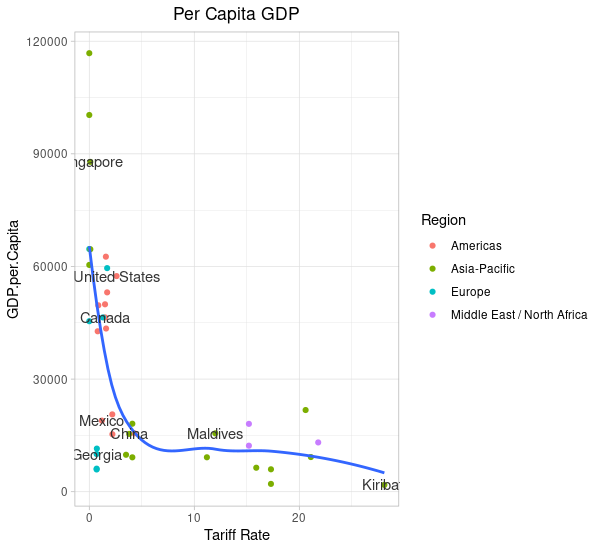 Per Capita GDP
120000
90000
60000
30000
0
GDP.per.Capita
ngapore
United States
Canada
Mexico
China
Maldives
Georgia
Kiriba
0
10
20
Tariff Rate
Region
Americas
Asia-Pacific
Europe
Middle East / North Africa